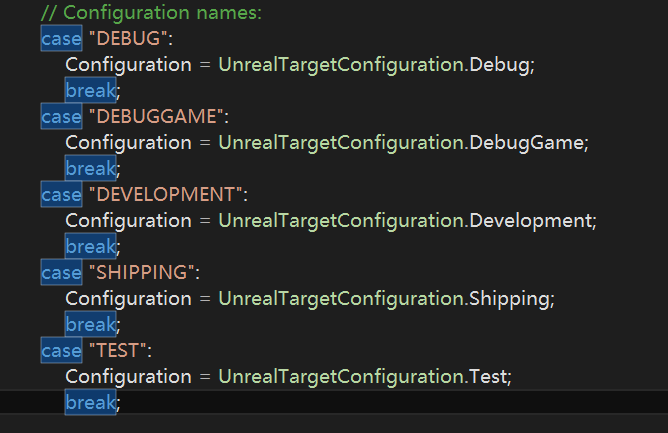 // Configuration names:
case "DEBUG":
Configuration = UnrealTargetConfiguration.Debug;
break;
case "DEBUGGAME":
Configuration = UnrealTargetConfiguration.DebugGame;
break;
case "DEVELOPMENT":
Configuration = UnrealTargetConfiguration.Development;
break;
case "SHIPPING":
Configuration = UnrealTargetConfiguration.Shipping;
break;
case "TEST":
Configuration = UnrealTargetConfiguration.Test;
break;